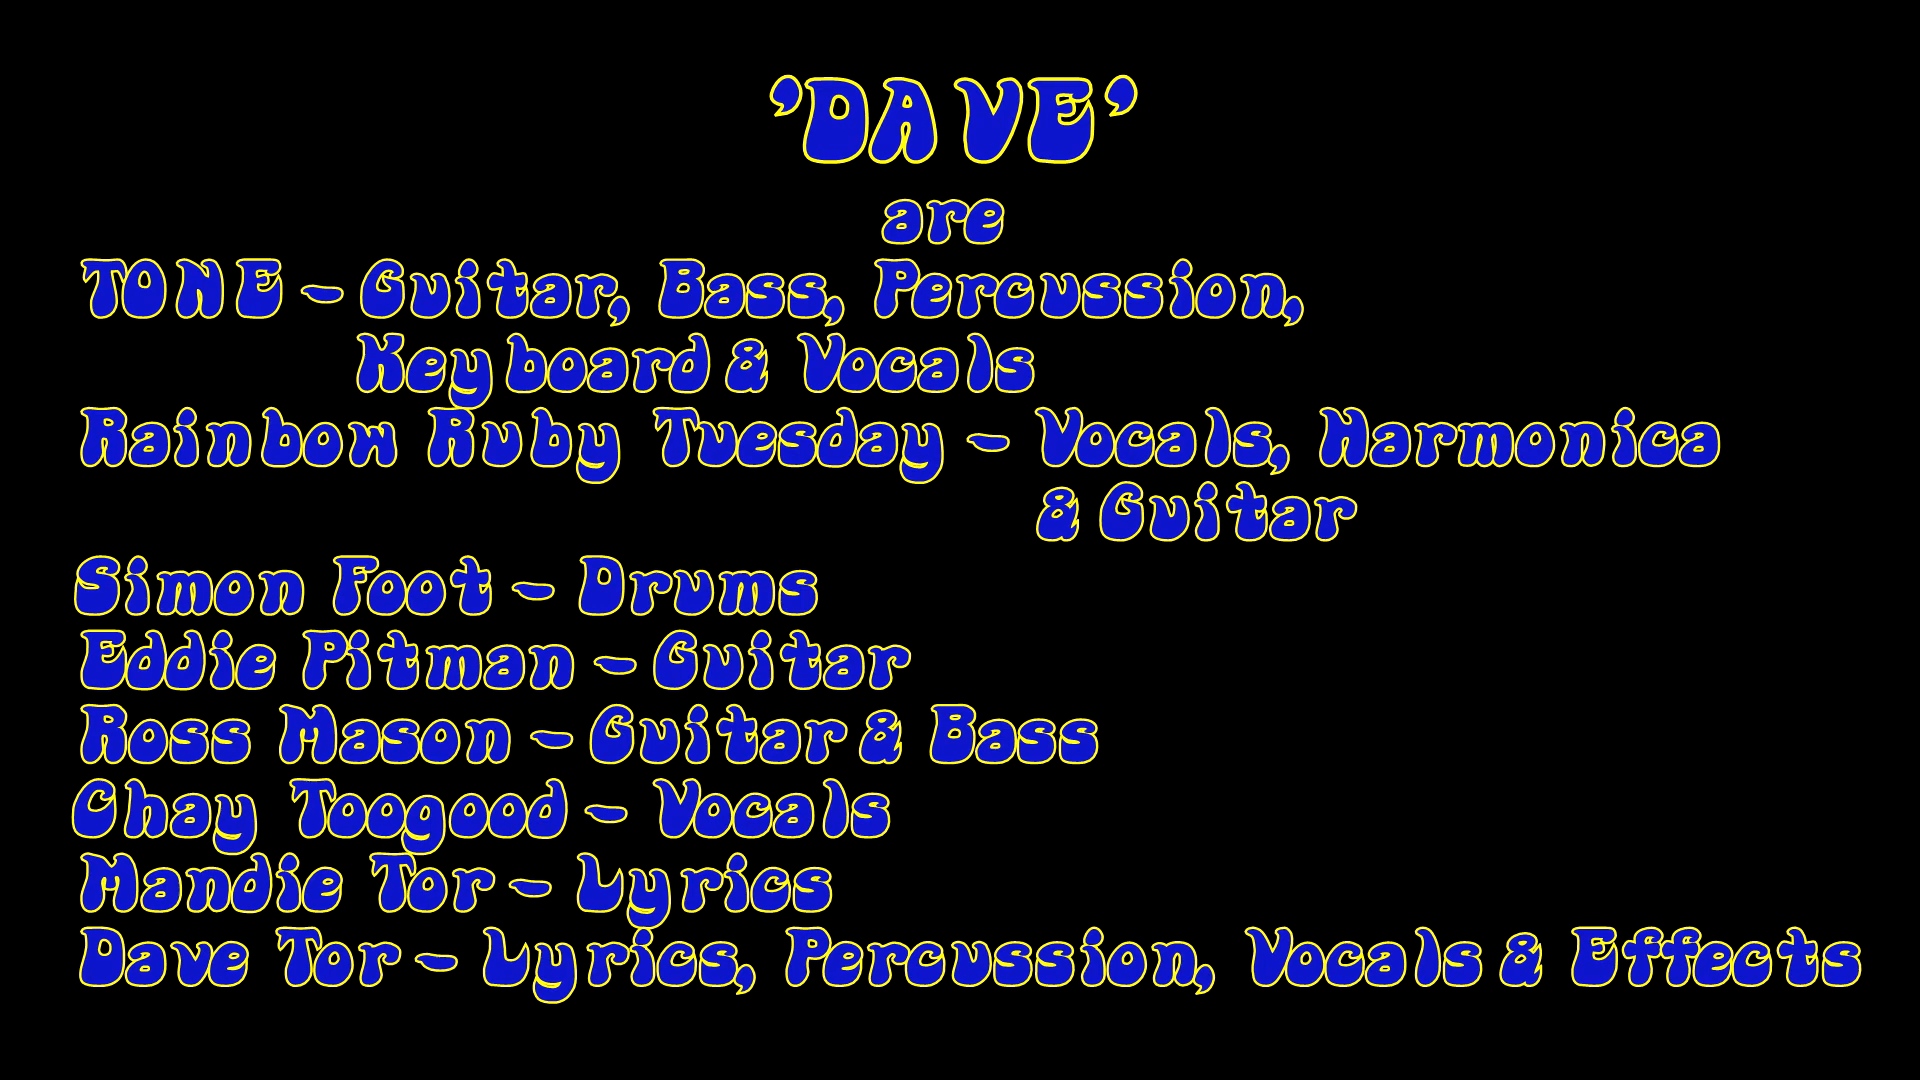 ’DAVE’
are
TONE – Guitar, Bass, Percussion,
Keyboard & Vocals
Rainbow Ruby Tuesday – Vocals, Harmonica
& Guitar
Simon Foot – Drums
Eddie Pitman – Guitar
Ross Mason – Guitar & Bass
Chay Toogood – Vocals
Mandie Tor – Lyrics
Dave Tor – Lyrics, Percussion, Vocals & Effects